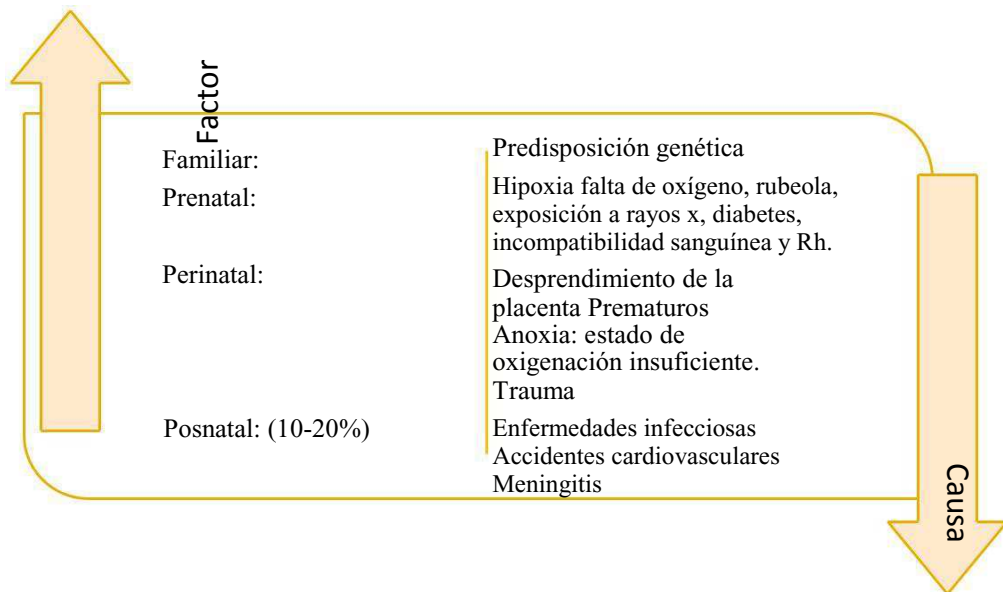 Factor
Familiar:
Predisposición genética
Prenatal:
Hipoxia falta de oxígeno, rubeola,
exposición a rayos x, diabetes,
incompatibilidad sanguínea y Rh.
Perinatal:
Desprendimiento de la
placenta Prematuros
Anoxia: estado de
oxigenación insuficiente.
Trauma
Posnatal: (10-20%)
Enfermedades infecciosas
Accidentes cardiovasculares
Meningitis
Causa